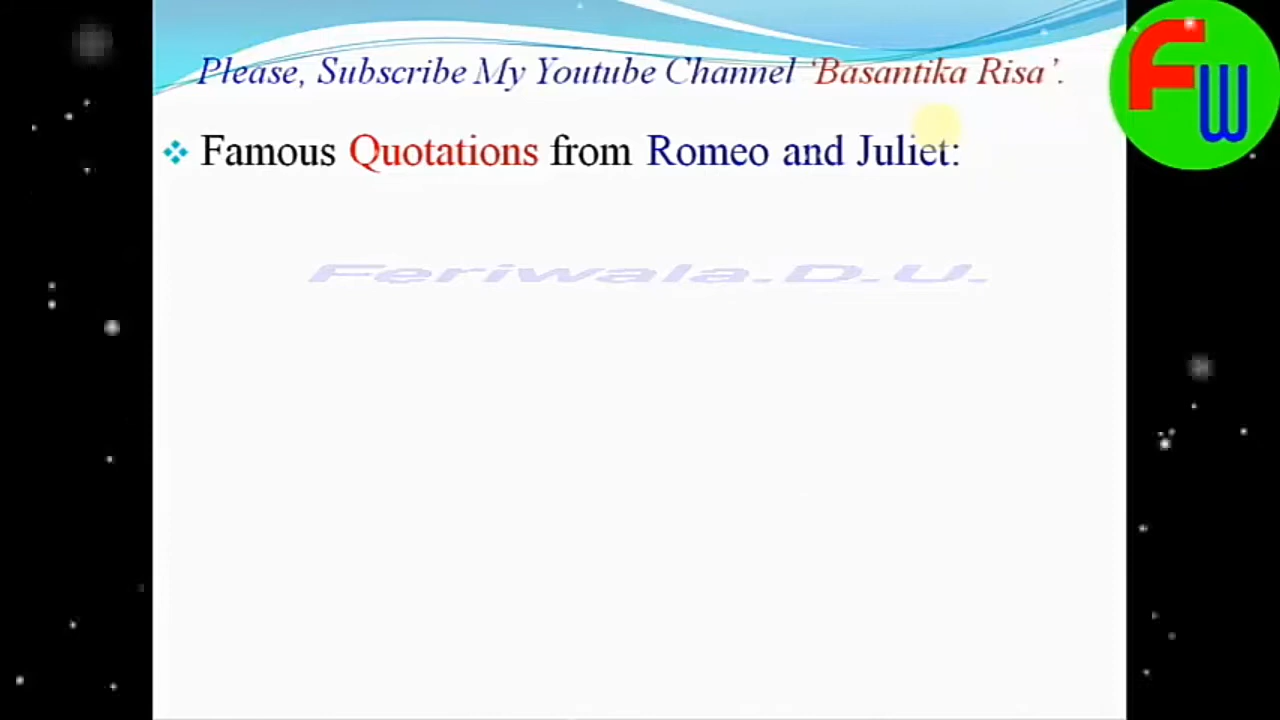 Please, Subscribe My Youtube Channel ‘Basantika Risa’.
FW
Famous Quotations from Romeo and Juliet:
Feriwala.D.U.